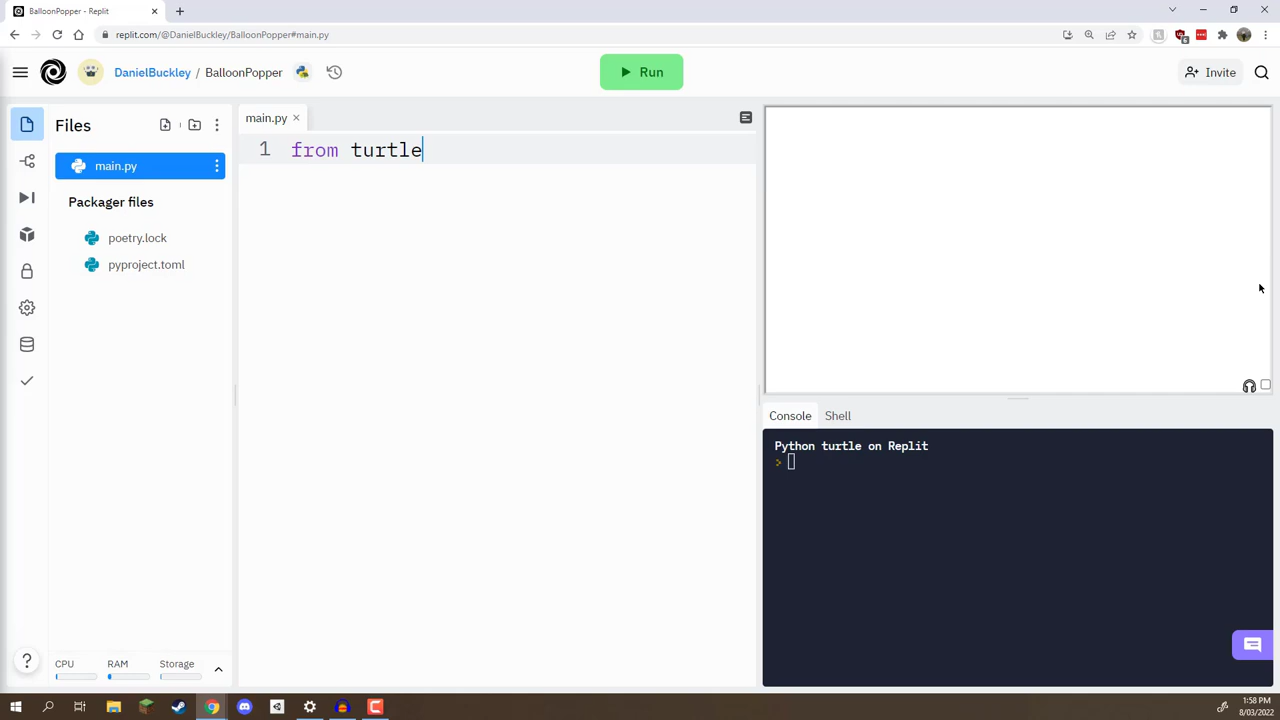 BalloonPopper - Replit
replit.com/@DanielBuckley/BalloonPopper#main.py
DanielBuckley / BalloonPopper
Run
Invite
Files
main.py
Packager files
poetry.lock
pyproject.toml
CPU RAM Storage
main.py
1 from turtle
Console Shell
Python turtle on Replit
>
1:58 PM
8/03/2022